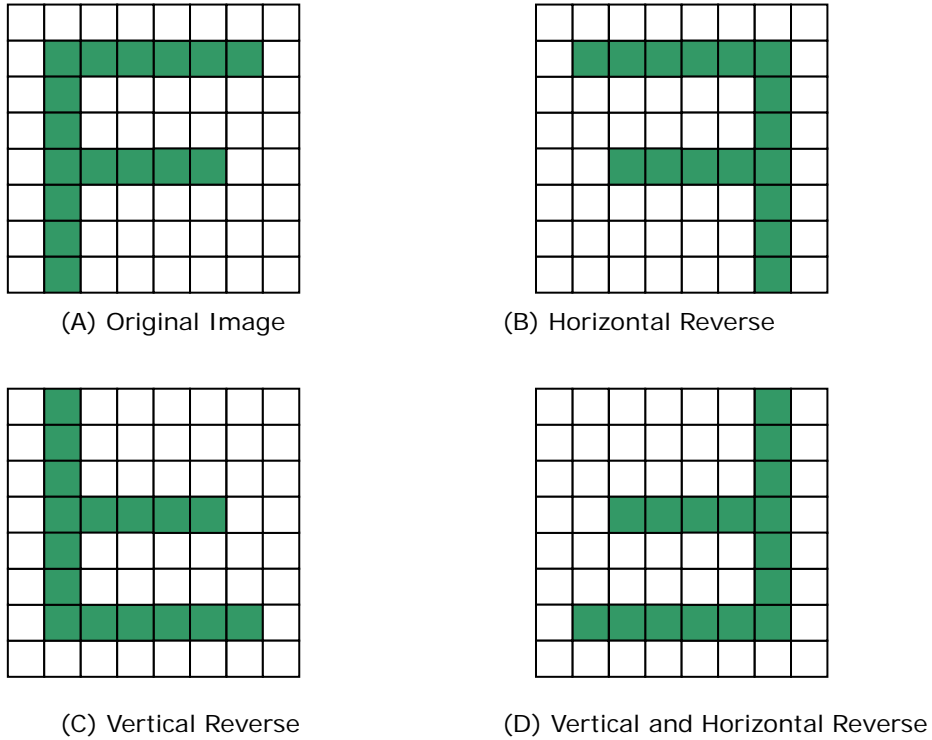 (A) Original Image
(B) Horizontal Reverse
(C) Vertical Reverse
(D) Vertical and Horizontal Reverse